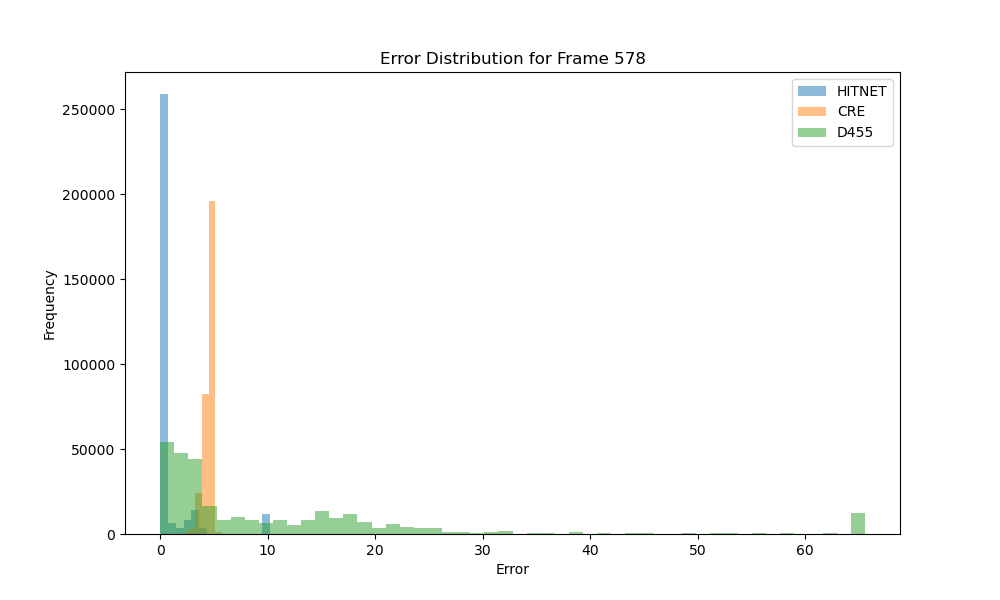 Error Distribution for Frame 578
HITNET
CRE
D455
250000
200000
150000
100000
50000
0
Frequency
0 10 20 30 40 50 60
Error